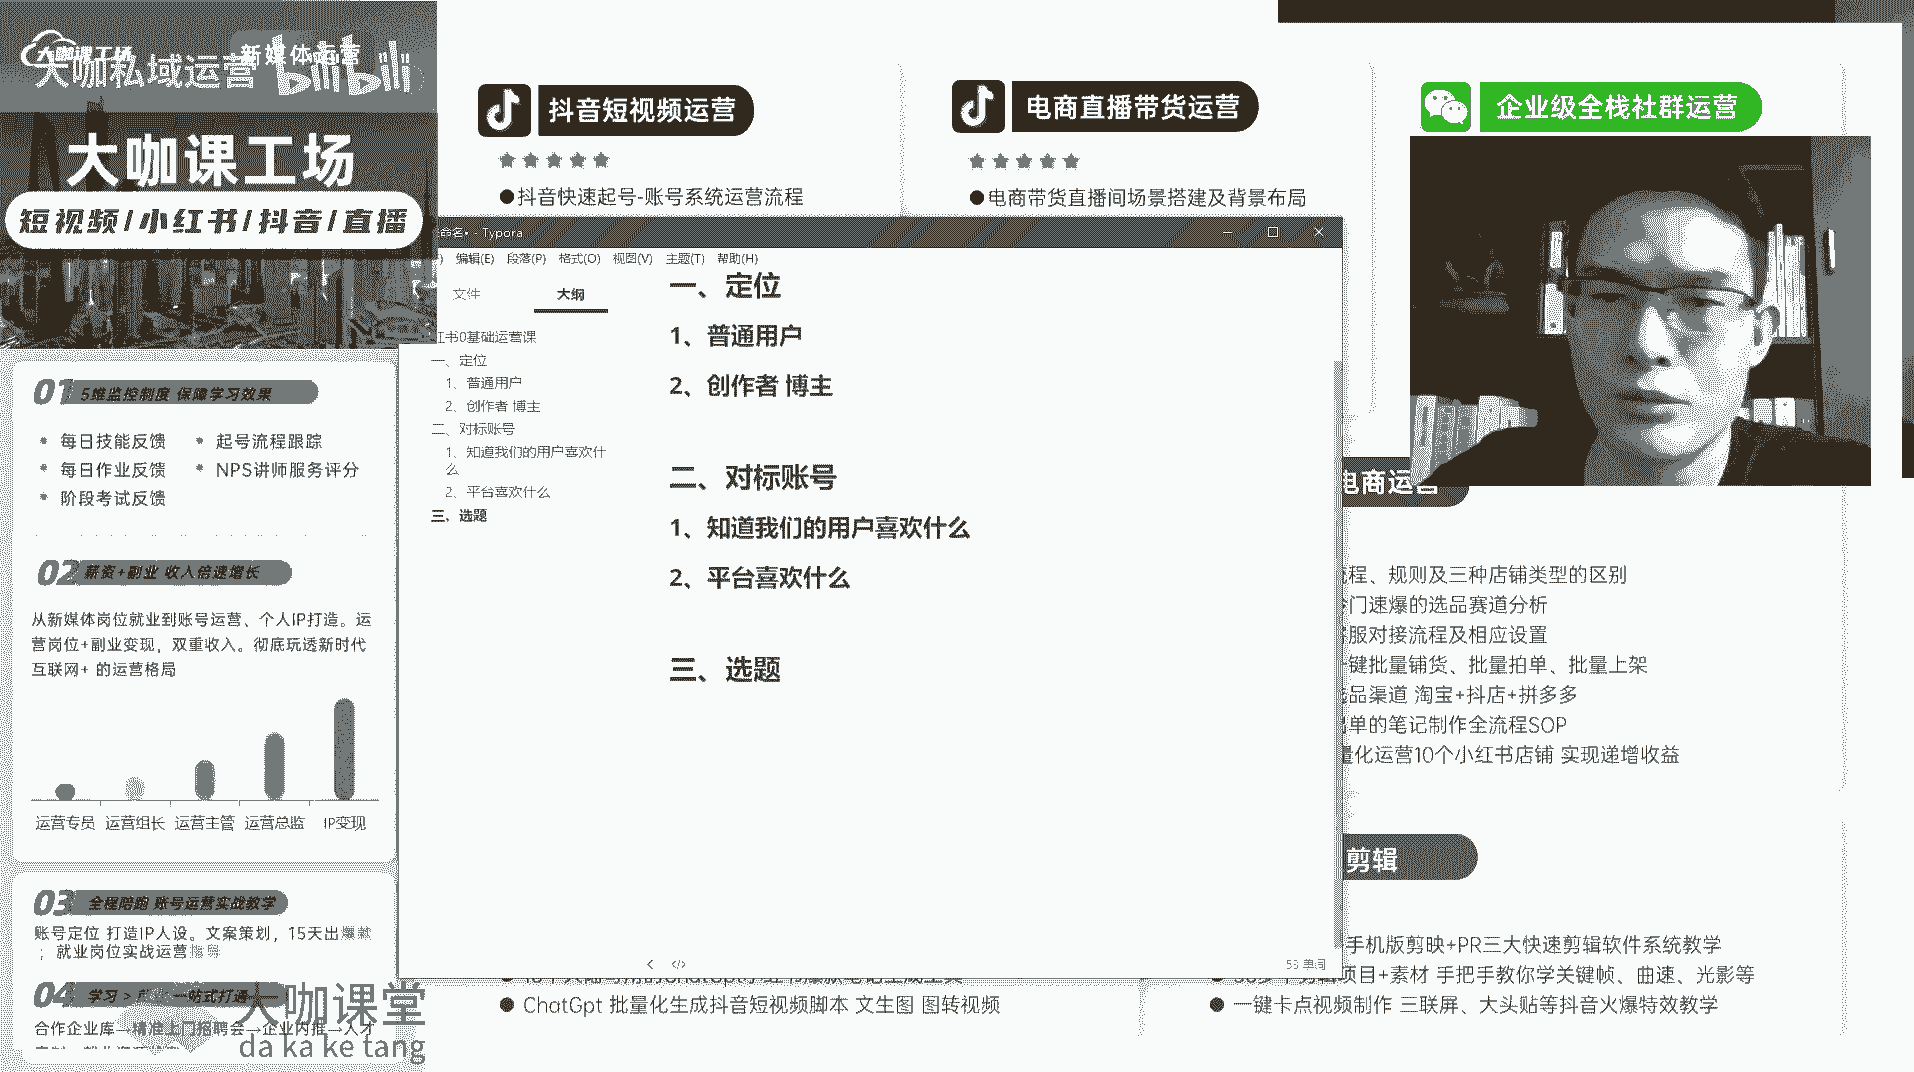 大咖课工场
新媒体运营
大咖私域运营
bilibili
大咖课工场
短视频/小红书/抖音/直播
01 5维监控制度 保障学习效果
每日技能反馈
起号流程跟踪
每日作业反馈
NPS讲师服务评分
阶段考试反馈
02 薪资+副业 收入倍速增长
从新媒体岗位就业到账号运营、个人IP打造。运
营岗位+副业变现，双重收入。彻底玩透新时代
互联网+ 的运营格局
运营专员 运营组长 运营主管 运营总监 IP变现
03 全程陪跑 账号运营实战教学
账号定位 打造IP人设。文案策划，15天出爆款
；就业岗位实战运营指导
04 学习 > 一站式打通
合作企业库→精准上门招聘会→企业内推→人才
大咖课堂
da ka ke tang
抖音短视频运营
●抖音快速起号-账号系统运营流程
电商直播带货运营
●电商带货直播间场景搭建及背景布局
企业级全栈社群运营
命名• - Typora
) 编辑(E) 段落(P) 格式(O) 视图(V) 主题(T) 帮助(H)
文件 大纲
书0基础运营课
一、定位
1、普通用户
2、创作者 博主
二、对标账号
1、知道我们的用户喜欢什
么
2、平台喜欢什么
三、选题
一、定位
1、普通用户
2、创作者 博主
二、对标账号
1、知道我们的用户喜欢什么
2、平台喜欢什么
三、选题
53 单词
电商运营
程、规则及三种店铺类型的区别
门速爆的选品赛道分析
服对接流程及相应设置
键批量铺货、批量拍单、批量上架
品渠道 淘宝+抖店+拼多多
单的笔记制作全流程SOP
量化运营10个小红书店铺 实现递增收益
剪辑
手机版剪映+PR三大快速剪辑软件系统教学
项目+素材 手把手教你学关键帧、曲速、光影等
● 一键卡点视频制作 三联屏、大头贴等抖音火爆特效教学
● ChatGpt 批量化生成抖音短视频脚本 文生图 图转视频